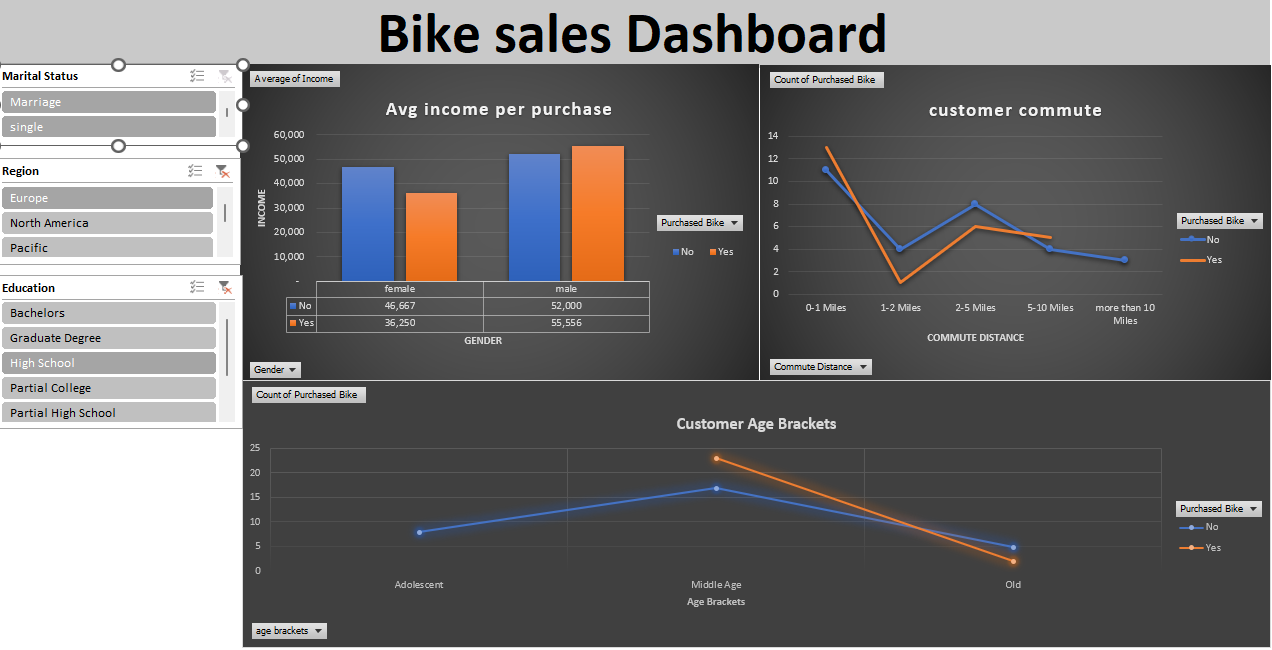 Bike sales Dashboard
Marital Status
Marriage
single
Region
Europe
North America
Pacific
Education
Bachelors
Graduate Degree
High School
Partial College
Partial High School
Average of Income
Avg income per purchase
60,000
50,000
40,000
30,000
20,000
10,000
-
INCOME
female male
No 46,667 52,000
Yes 36,250 55,556
GENDER
Purchased Bike
No Yes
Gender
Count of Purchased Bike
customer commute
14
12
10
8
6
4
2
0
0-1 Miles 1-2 Miles 2-5 Miles 5-10 Miles more than 10
Miles
COMMUTE DISTANCE
Purchased Bike
No
Yes
Commute Distance
Count of Purchased Bike
Customer Age Brackets
25
20
15
10
5
0
Adolescent Middle Age Old
Age Brackets
Purchased Bike
No
Yes
age brackets